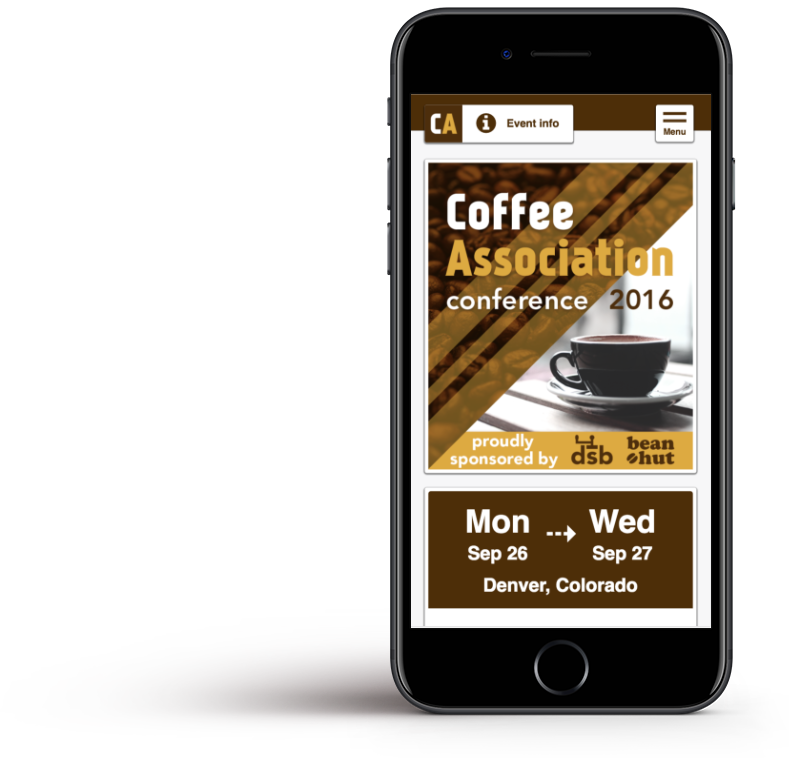 CA
Event info
Menu
Coffee
Association
conference 2016
proudly
sponsored by
dsb
bean
hut
Mon Wed
Sep 26 Sep 27
Denver, Colorado